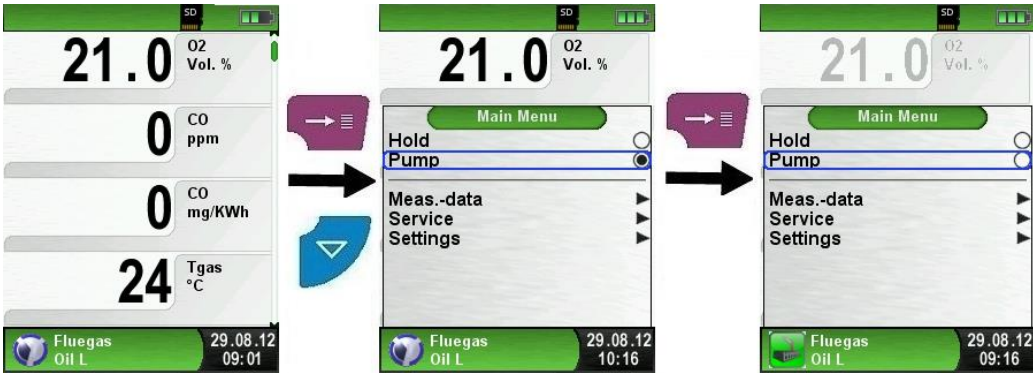 SD
21.0 O2 Vol. %
0 CO ppm
0 CO mg/KWh
24 Tgas °C
Fluegas 29.08.12
Oil L 09:01
SD
21.0 O2 Vol. %
Main Menu
Hold
Pump
Meas.-data
Service
Settings
Fluegas 29.08.12
Oil L 10:16
SD
21.0 O2 Vol. %
Main Menu
Hold
Pump
Meas.-data
Service
Settings
Fluegas 29.08.12
Oil L 09:16